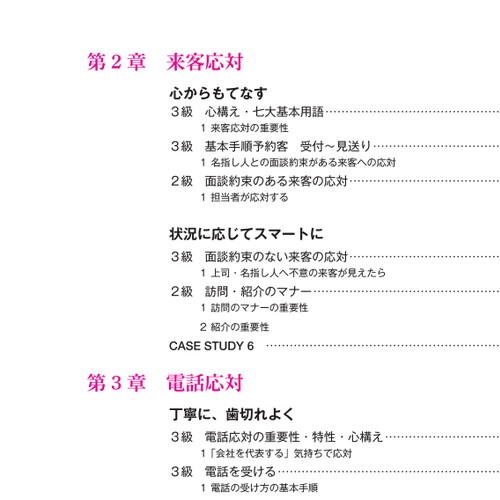 第2章　来客応対
心からもてなす
3級　心構え・七大基本用語
1 来客応対の重要性
3級　基本手順予約客　受付～見送り
1 名指し人との面談約束がある来客への応対
2級　面談約束のある来客の応対
1 担当者が応対する
状況に応じてスマートに
3級　面談約束のない来客の応対
1 上司・名指し人へ不意の来客が見えたら
2級　訪問・紹介のマナー
1 訪問のマナーの重要性
2 紹介の重要性
CASE STUDY 6
第3章　電話応対
丁寧に、歯切れよく
3級　電話応対の重要性・特性・心構え
1「会社を代表する」気持ちで応対
3級　電話を受ける
1 電話の受け方の基本手順